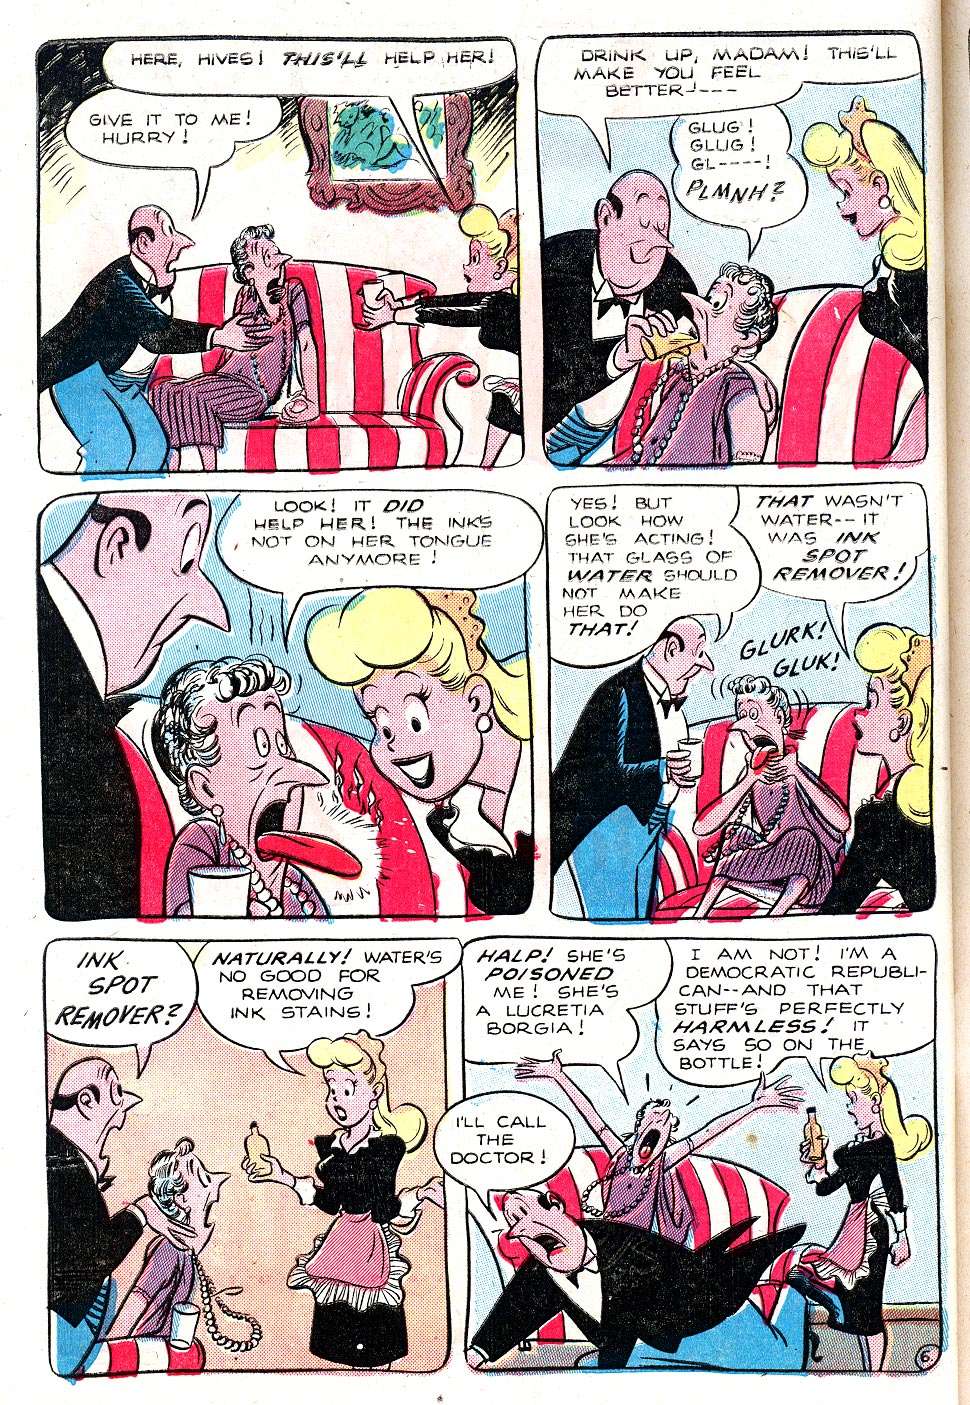 HERE, HIVES! THIS'LL HELP HER!
GIVE IT TO ME!
HURRY!
DRINK UP, MADAM! THIS'LL
MAKE YOU FEEL
BETTER----
GLUG!
GLUG!
GL----!
PLMNH?
LOOK! IT DID
HELP HER! THE INK'S
NOT ON HER TONGUE
ANYMORE!
YES! BUT
LOOK HOW
SHE'S ACTING!
THAT GLASS OF
WATER SHOULD
NOT MAKE
HER DO
THAT!
THAT WASN'T
WATER--IT
WAS INK
SPOT
REMOVER!
GLURK!
GLUK!
INK
SPOT
REMOVER?
NATURALLY! WATER'S
NO GOOD FOR
REMOVING
INK STAINS!
HALP! SHE'S
POISONED
ME! SHE'S
A LUCRETIA
BORGIA!
I AM NOT! I'M A
DEMOCRATIC REPUBLI-
CAN--AND THAT
STUFF'S PERFECTLY
HARMLESS! IT
SAYS SO ON THE
BOTTLE!
I'LL CALL
THE
DOCTOR!
6